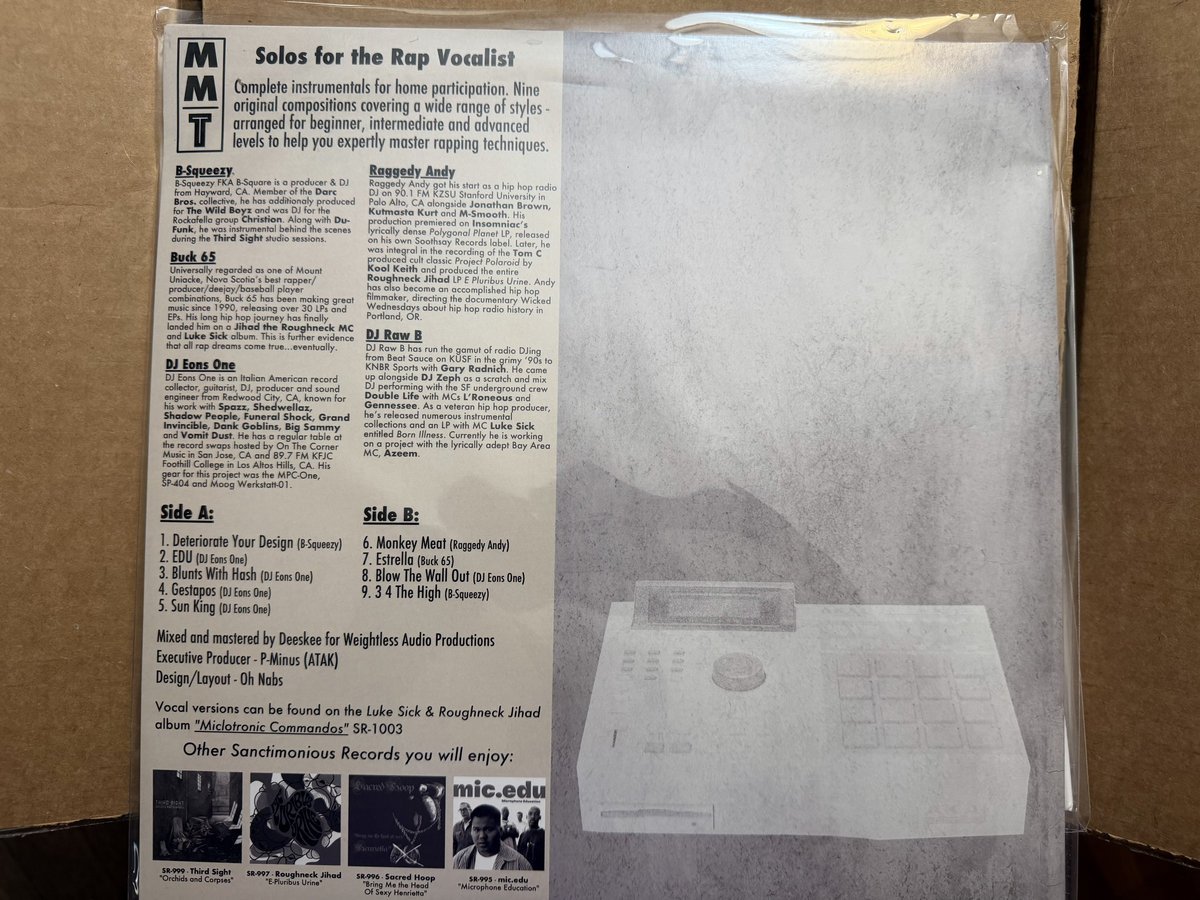 M
M
T
Solos for the Rap Vocalist
Complete instrumentals for home participation. Nine
original compositions covering a wide range of styles -
arranged for beginner, intermediate and advanced
levels to help you expertly master rapping techniques.
B-Squeezy
B-Squeezy FKA B-Square is a producer & DJ
from Hayward, CA. Member of the Darc
Bros. collective, he has additionaly produced
for The Wild Boyz and was DJ for the
Rockafella group Christion. Along with Du-
Funk, he was instrumental behind the scenes
during the Third Sight studio sessions.
Buck 65
Universally regarded as one of Mount
Uniacke, Nova Scotia's best rapper/
producer/deejay/baseball player
combinations, Buck 65 has been making great
music since 1990, releasing over 30 LPs and
EPs. His long hip hop journey has finally
landed him on a Jihad the Roughneck MC
and Luke Sick album. This is further evidence
that all rap dreams come true...eventually.
DJ Eons One
DJ Eons One is an Italian American record
collector, guitarist, DJ, producer and sound
engineer from Redwood City, CA, known for
his work with Spazz, Shedwellaz,
Shadow People, Funeral Shock, Grand
Invincible, Dank Goblins, Big Sammy
and Vomit Dust. He has a regular table at
the record swaps hosted by On The Corner
Music in San Jose, CA and 89.7 FM KFJC
Foothill College in Los Altos Hills, CA. His
gear for this project was the MPC-One,
SP-404 and Moog Werkstatt-01.
Raggedy Andy
Raggedy Andy got his start as a hip hop radio
DJ on 90.1 FM KZSU Stanford University in
Palo Alto, CA alongside Jonathan Brown,
Kutmasta Kurt and M-Smooth. His
production premiered on Insomniac's
lyrically dense Polygonal Planet LP, released
on his own Soothsay Records label. Later, he
was integral in the recording of the Tom C
produced cult classic Project Polaroid by
Kool Keith and produced the entire
Roughneck Jihad LP E Pluribus Urine. Andy
has also become an accomplished hip hop
filmmaker, directing the documentary Wicked
Wednesdays about hip hop radio history in
Portland, OR.
DJ Raw B
DJ Raw B has run the gamut of radio DJing
from Beat Sauce on KUSF in the grimy '90s to
KNBR Sports with Gary Radnich. He came
up alongside DJ Zeph as a scratch and mix
DJ performing with the SF underground crew
Double Life with MCs L'Roneous and
Gennessee. As a veteran hip hop producer,
he's released numerous instrumental
collections and an LP with MC Luke Sick
entitled Born Illness. Currently he is working
on a project with the lyrically adept Bay Area
MC, Azeem.
Side A:
1. Deteriorate Your Design (B-Squeezy)
2. EDU (DJ Eons One)
3. Blunts With Hash (DJ Eons One)
4. Gestapos (DJ Eons One)
5. Sun King (DJ Eons One)
Side B:
6. Monkey Meat (Raggedy Andy)
7. Estrella (Buck 65)
8. Blow The Wall Out (DJ Eons One)
9. 3 4 The High (B-Squeezy)
Mixed and mastered by Deeskee for Weightless Audio Productions
Executive Producer - P-Minus (ATAK)
Design/Layout - Oh Nabs
Vocal versions can be found on the Luke Sick & Roughneck Jihad
album "Miclotronic Commandos" SR-1003
Other Sanctimonious Records you will enjoy:
THIRD SIGHT
Sacred Hoop
mic.edu
Microphone Education
SR-999 - Third Sight
"Orchids and Corpses"
SR-997 - Roughneck Jihad
"E-Pluribus Urine"
SR-996 - Sacred Hoop
"Bring Me the Head
Of Sexy Henrietta"
SR-995 - mic.edu
"Microphone Education"